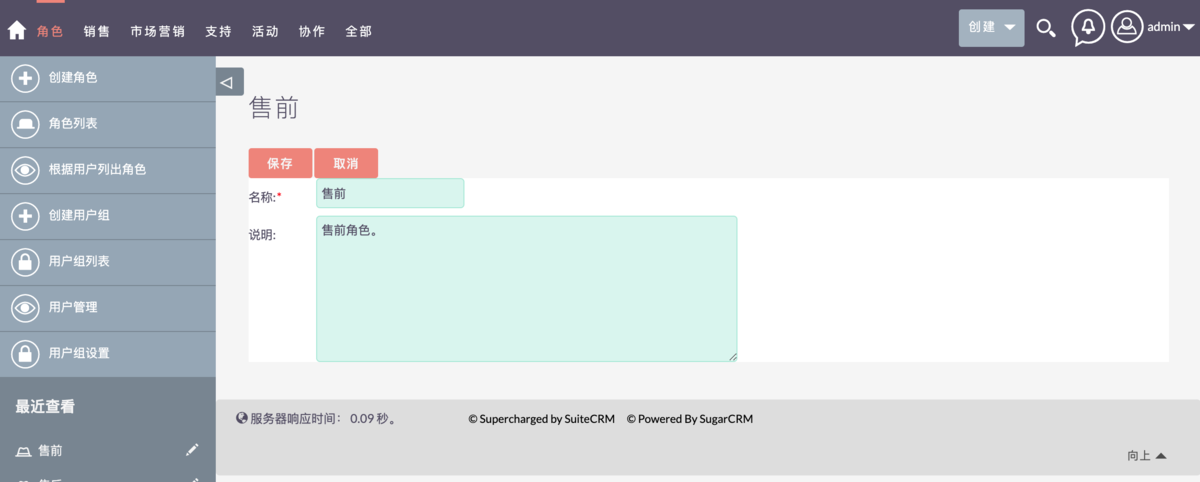 角色 销售 市场营销 支持 活动 协作 全部 创建 admin
创建角色
角色列表
根据用户列出角色
创建用户组
用户组列表
用户管理
用户组设置
最近查看
售前
售后
售前
保存 取消
名称:* 售前
说明: 售前角色。
服务器响应时间: 0.09 秒。 © Supercharged by SuiteCRM © Powered By SugarCRM
向上